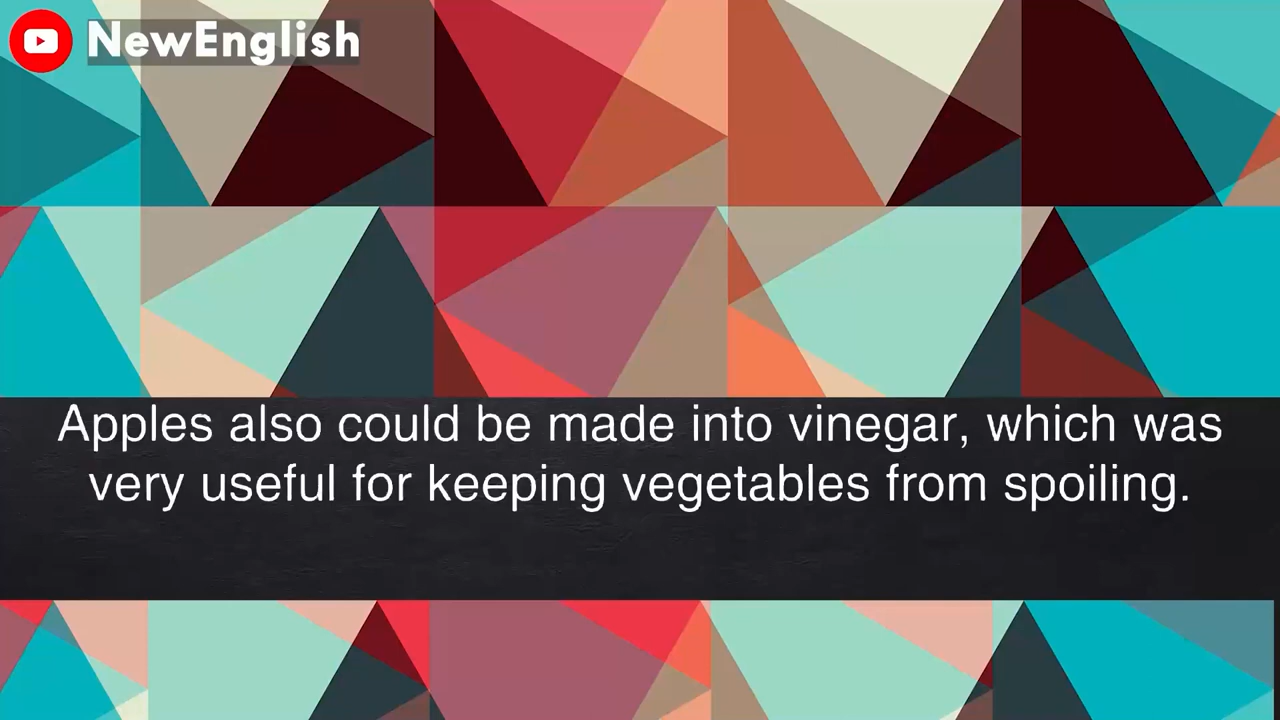 NewEnglish
Apples also could be made into vinegar, which was
very useful for keeping vegetables from spoiling.